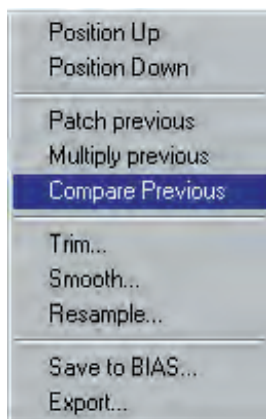 Position Up
Position Down
Patch previous
Multiply previous
Compare Previous
Trim...
Smooth...
Resample...
Save to BIAS...
Export...